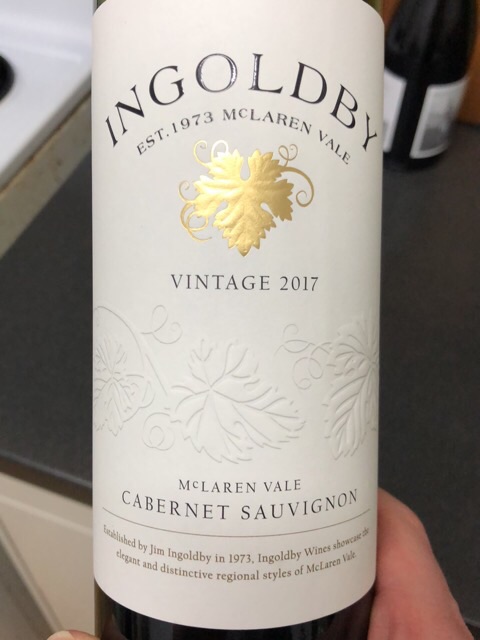 INGOLDBY
EST. 1973 McLAREN VALE
VINTAGE 2017
McLAREN VALE
CABERNET SAUVIGNON
Established by Jim Ingoldby in 1973, Ingoldby Wines showcase the
elegant and distinctive regional styles of McLaren Vale.